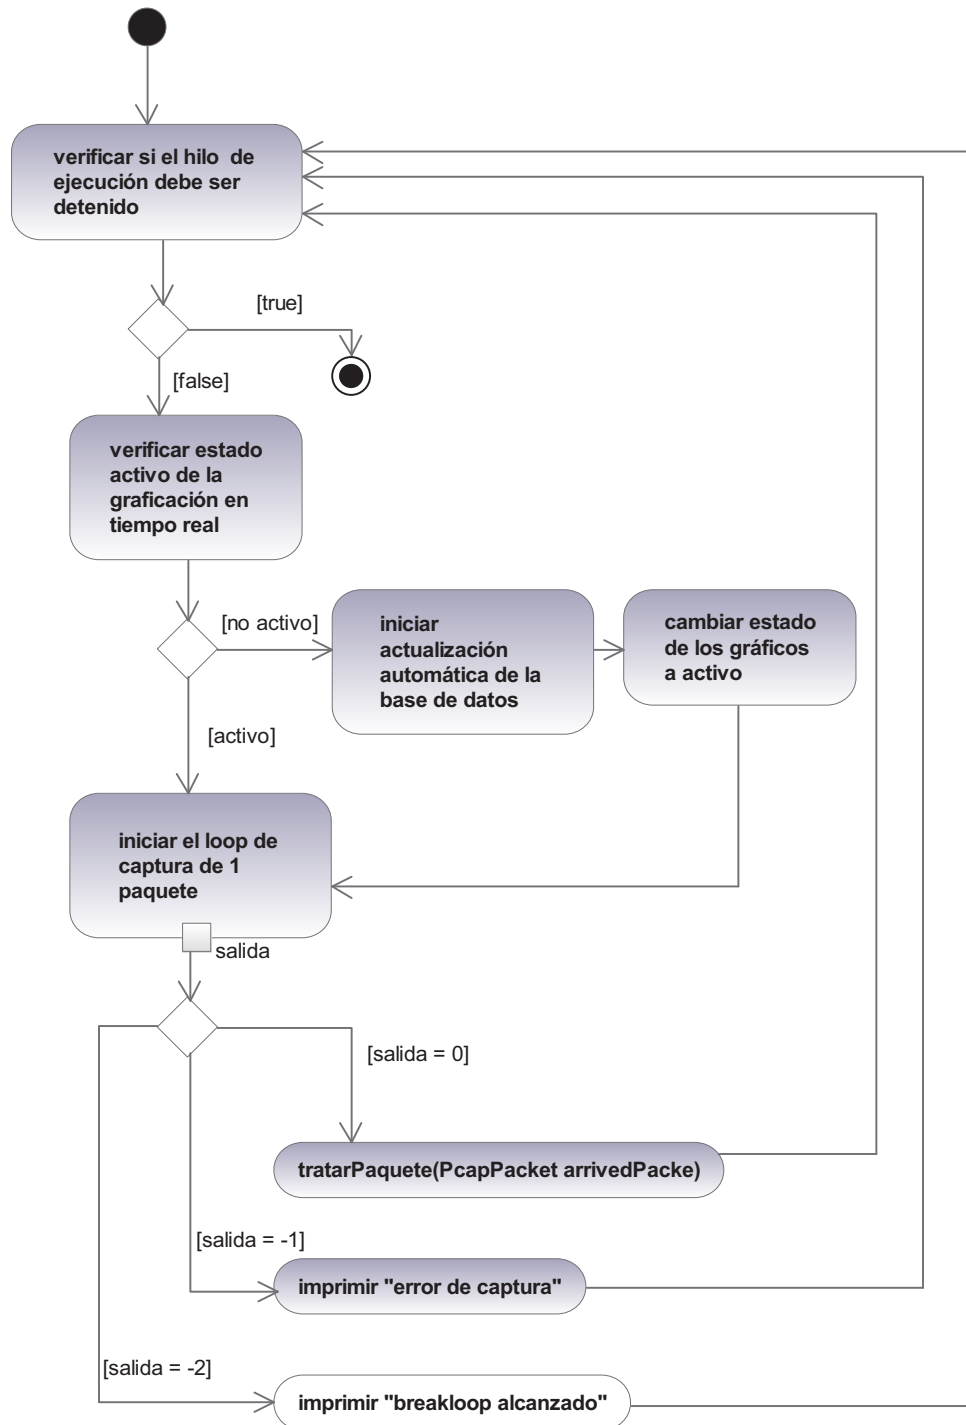 verificar si el hilo de
ejecución debe ser
detenido
[true]
[false]
verificar estado
activo de la
graficación en
tiempo real
[no activo]
iniciar
actualización
automática de la
base de datos
cambiar estado
de los gráficos
a activo
[activo]
iniciar el loop de
captura de 1
paquete
salida
[salida = 0]
tratarPaquete(PcapPacket arrivedPacke)
[salida = -1]
imprimir "error de captura"
[salida = -2]
imprimir "breakloop alcanzado"